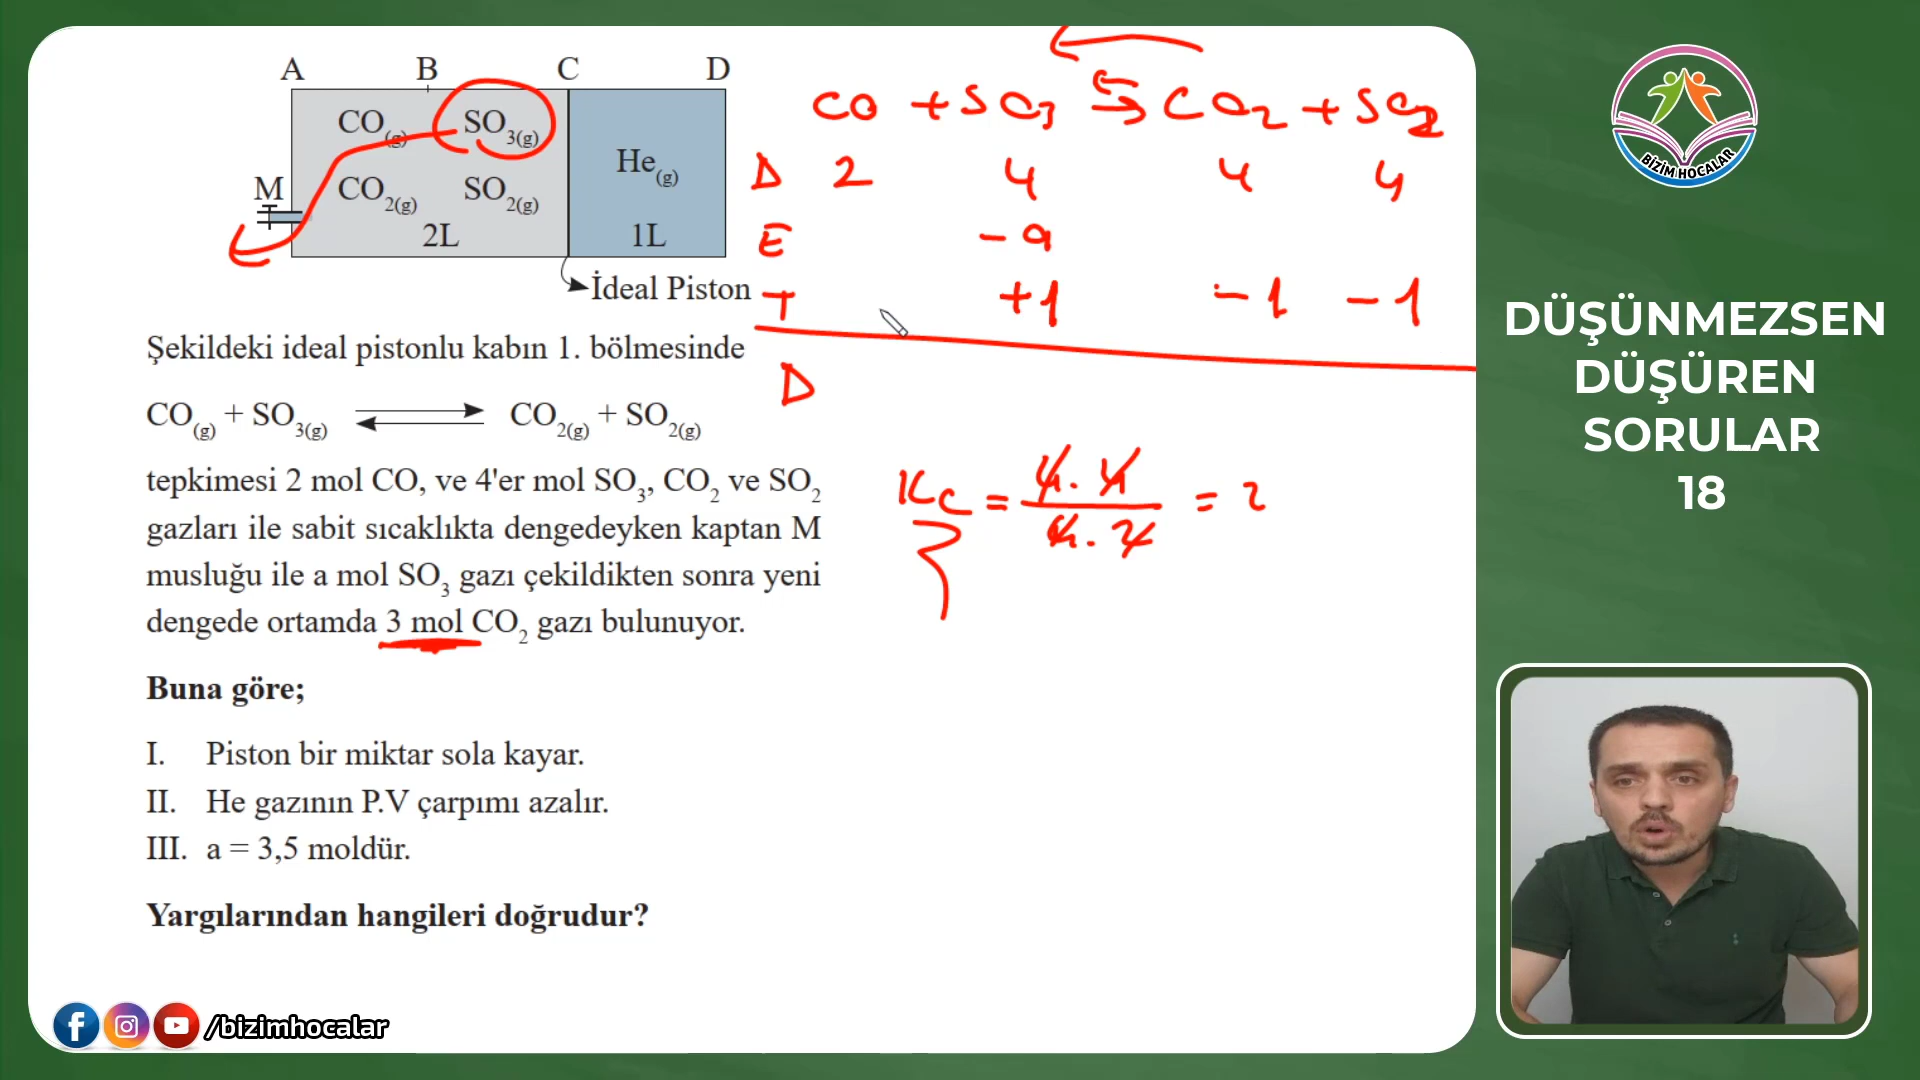 A B C D
CO(g) SO3(g)
He(g)
M
CO2(g) SO2(g)
2L 1L
İdeal Piston
Şekildeki ideal pistonlu kabın 1. bölmesinde
CO(g) + SO3(g) ⇌ CO2(g) + SO2(g)
tepkimesi 2 mol CO, ve 4'er mol SO3, CO2 ve SO2
gazları ile sabit sıcaklıkta dengedeyken kaptan M
musluğu ile a mol SO3 gazı çekildikten sonra yeni
dengede ortamda 3 mol CO2 gazı bulunuyor.
Buna göre;
I. Piston bir miktar sola kayar.
II. He gazının P.V çarpımı azalır.
III. a = 3,5 moldür.
Yargılarından hangileri doğrudur?
CO + SO3 ⇌ CO2 + SO2
D 2 4 4 4
E -a
T +1 -1 -1
D
Kc = 4.4 / 4.2 = 2
BİZİM HOCALAR
DÜŞÜNMEZSEN
DÜŞÜREN
SORULAR
18
/bizimhocalar